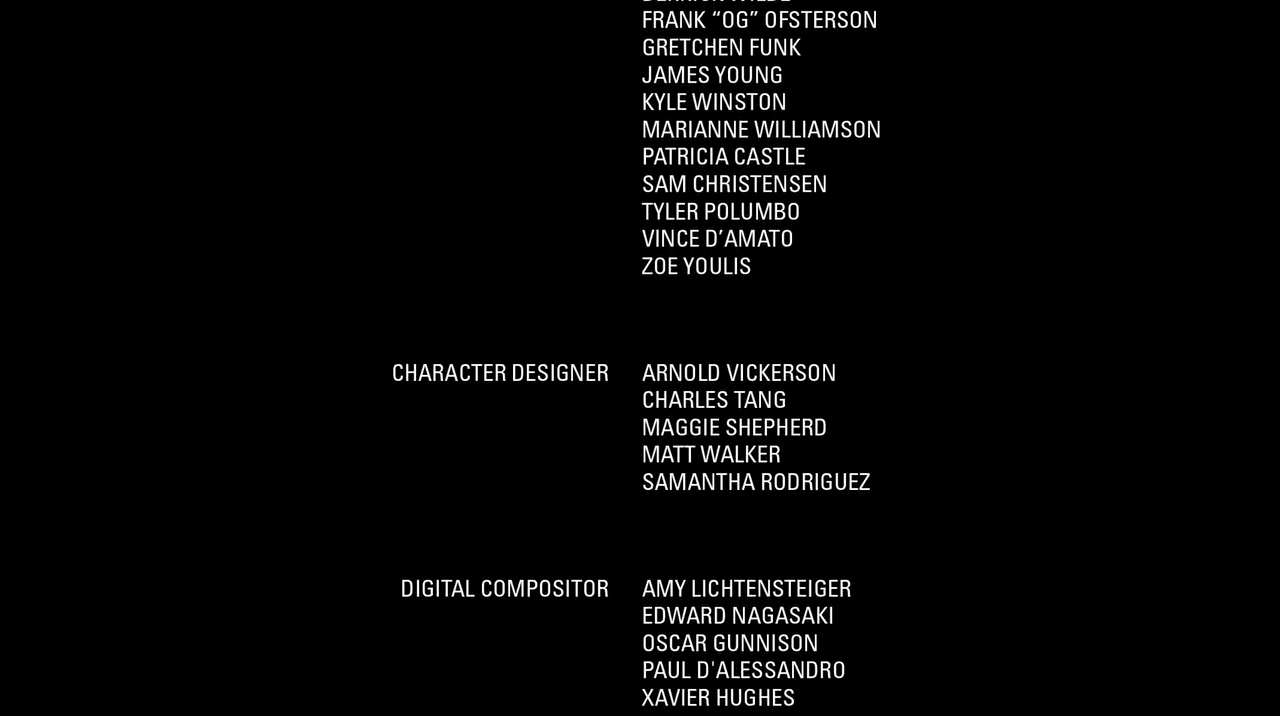 FRANK “OG” OFSTERSON
GRETCHEN FUNK
JAMES YOUNG
KYLE WINSTON
MARIANNE WILLIAMSON
PATRICIA CASTLE
SAM CHRISTENSEN
TYLER POLUMBO
VINCE D’AMATO
ZOE YOULIS
CHARACTER DESIGNER ARNOLD VICKERSON
CHARLES TANG
MAGGIE SHEPHERD
MATT WALKER
SAMANTHA RODRIGUEZ
DIGITAL COMPOSITOR AMY LICHTENSTEIGER
EDWARD NAGASAKI
OSCAR GUNNISON
PAUL D'ALESSANDRO
XAVIER HUGHES